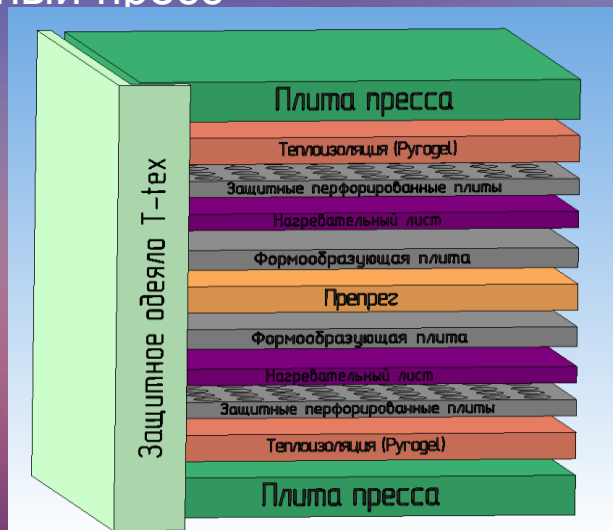 Плита пресса
Теплоизоляция (Pyrogel)
Защитные перфорированные плиты
Нагревательный лист
Формообразующая плита
Препрег
Формообразующая плита
Нагревательный лист
Защитные перфорированные плиты
Теплоизоляция (Pyrogel)
Плита пресса
Защитное одеяло T-tex